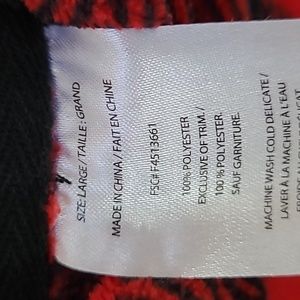 SIZE:LARGE / TAILLE : GRAND
MADE IN CHINA / FAIT EN CHINE
FSC# F4513661
100% POLYESTER
EXCLUSIVE OF TRIM. /
100 % POLYESTER
SAUF GARNITURE.
MACHINE WASH COLD DELICATE /
LAVER À LA MACHINE À L'EAU